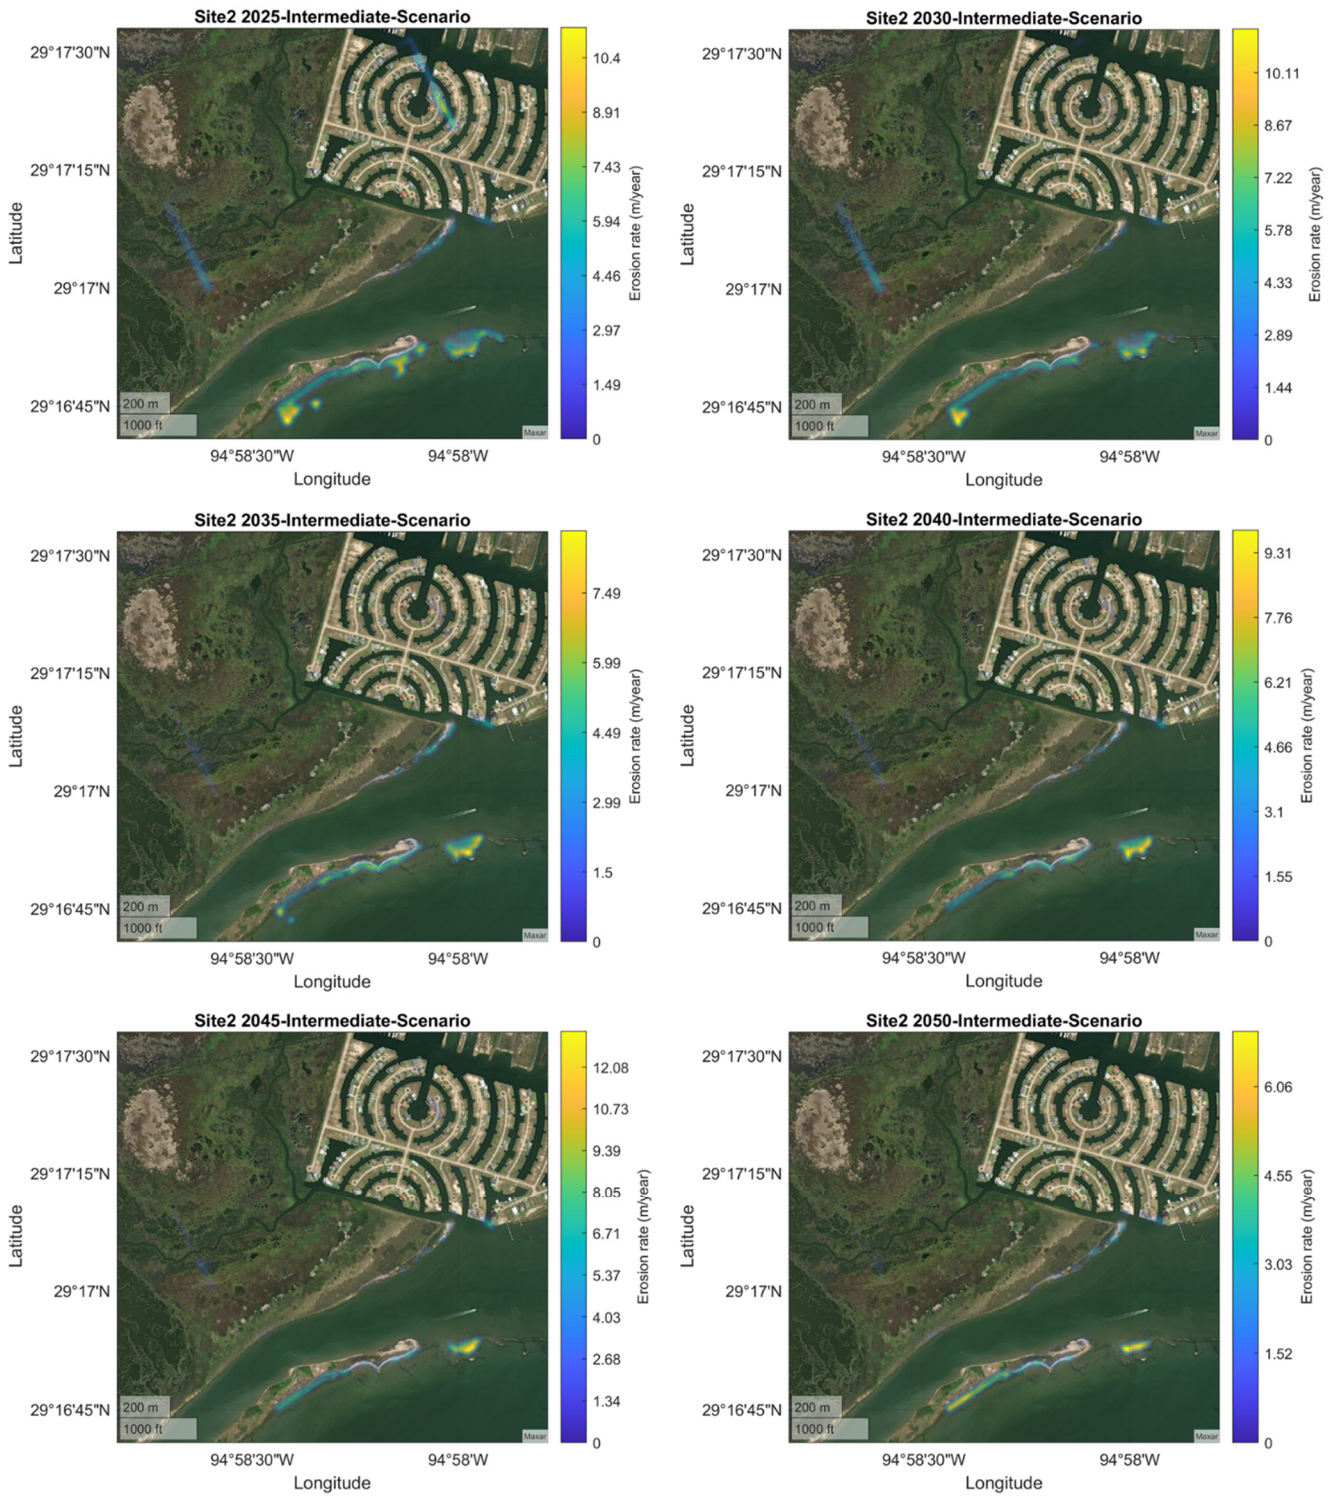 Site2 2025-Intermediate-Scenario
29°17'30"N
29°17'15"N
29°17'N
29°16'45"N
Latitude
200 m
1000 ft
Maxar
94°58'30"W
94°58'W
Longitude
10.4
8.91
7.43
5.94
4.46
2.97
1.49
0
Erosion rate (m/year)
Site2 2030-Intermediate-Scenario
29°17'30"N
29°17'15"N
29°17'N
29°16'45"N
Latitude
200 m
1000 ft
Maxar
94°58'30"W
94°58'W
Longitude
10.11
8.67
7.22
5.78
4.33
2.89
1.44
0
Erosion rate (m/year)
Site2 2035-Intermediate-Scenario
29°17'30"N
29°17'15"N
29°17'N
29°16'45"N
Latitude
200 m
1000 ft
Maxar
94°58'30"W
94°58'W
Longitude
7.49
5.99
4.49
2.99
1.5
0
Erosion rate (m/year)
Site2 2040-Intermediate-Scenario
29°17'30"N
29°17'15"N
29°17'N
29°16'45"N
Latitude
200 m
1000 ft
Maxar
94°58'30"W
94°58'W
Longitude
9.31
7.76
6.21
4.66
3.1
1.55
0
Erosion rate (m/year)
Site2 2045-Intermediate-Scenario
29°17'30"N
29°17'15"N
29°17'N
29°16'45"N
Latitude
200 m
1000 ft
Maxar
94°58'30"W
94°58'W
Longitude
12.08
10.73
9.39
8.05
6.71
5.37
4.03
2.68
1.34
0
Erosion rate (m/year)
Site2 2050-Intermediate-Scenario
29°17'30"N
29°17'15"N
29°17'N
29°16'45"N
Latitude
200 m
1000 ft
Maxar
94°58'30"W
94°58'W
Longitude
6.06
4.55
3.03
1.52
0
Erosion rate (m/year)